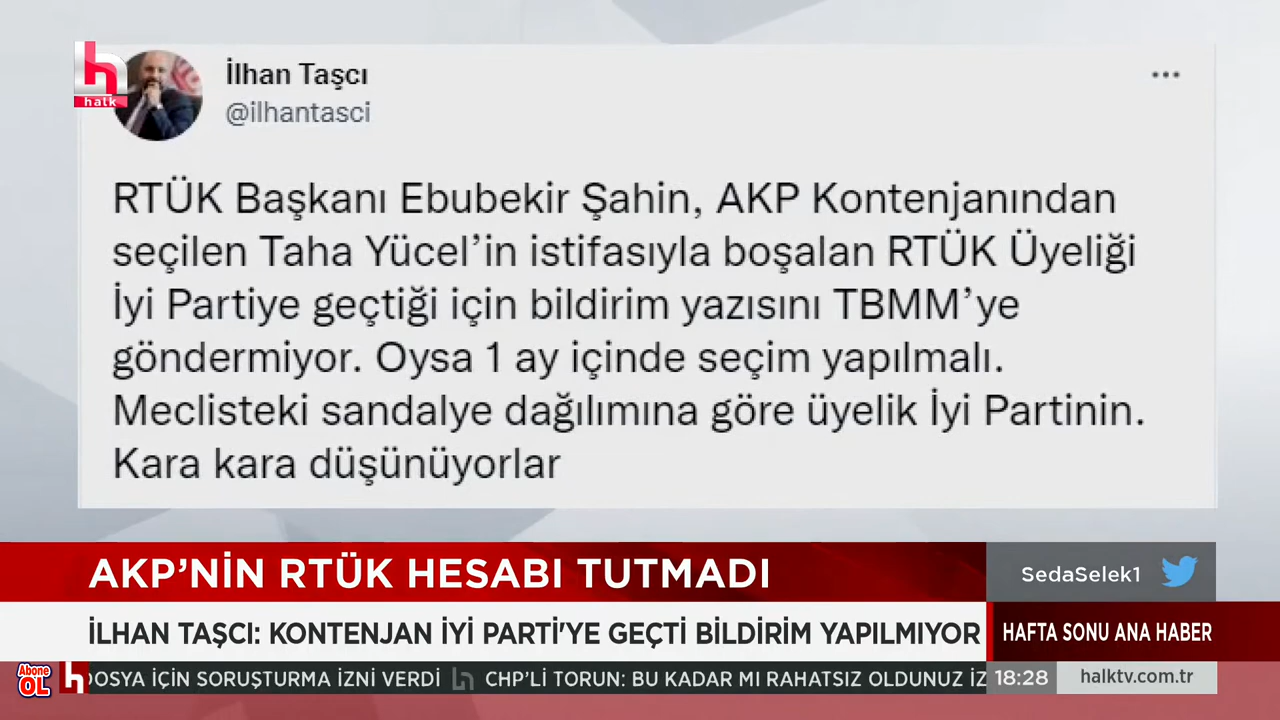 h
halk
İlhan Taşcı
@ilhantasci
RTÜK Başkanı Ebubekir Şahin, AKP Kontenjanından
seçilen Taha Yücel’in istifasıyla boşalan RTÜK Üyeliği
İyi Partiye geçtiği için bildirim yazısını TBMM’ye
göndermiyor. Oysa 1 ay içinde seçim yapılmalı.
Meclisteki sandalye dağılımına göre üyelik İyi Partinin.
Kara kara düşünüyorlar
AKP’NİN RTÜK HESABI TUTMADI
SedaSelek1
İLHAN TAŞCI: KONTENJAN İYİ PARTİ'YE GEÇTİ BİLDİRİM YAPILMIYOR
HAFTA SONU ANA HABER
Abone
OL
h DOSYA İÇİN SORUŞTURMA İZNİ VERDİ h CHP’Lİ TORUN: BU KADAR MI RAHATSIZ OLDUNUZ İZ
18:28
halktv.com.tr